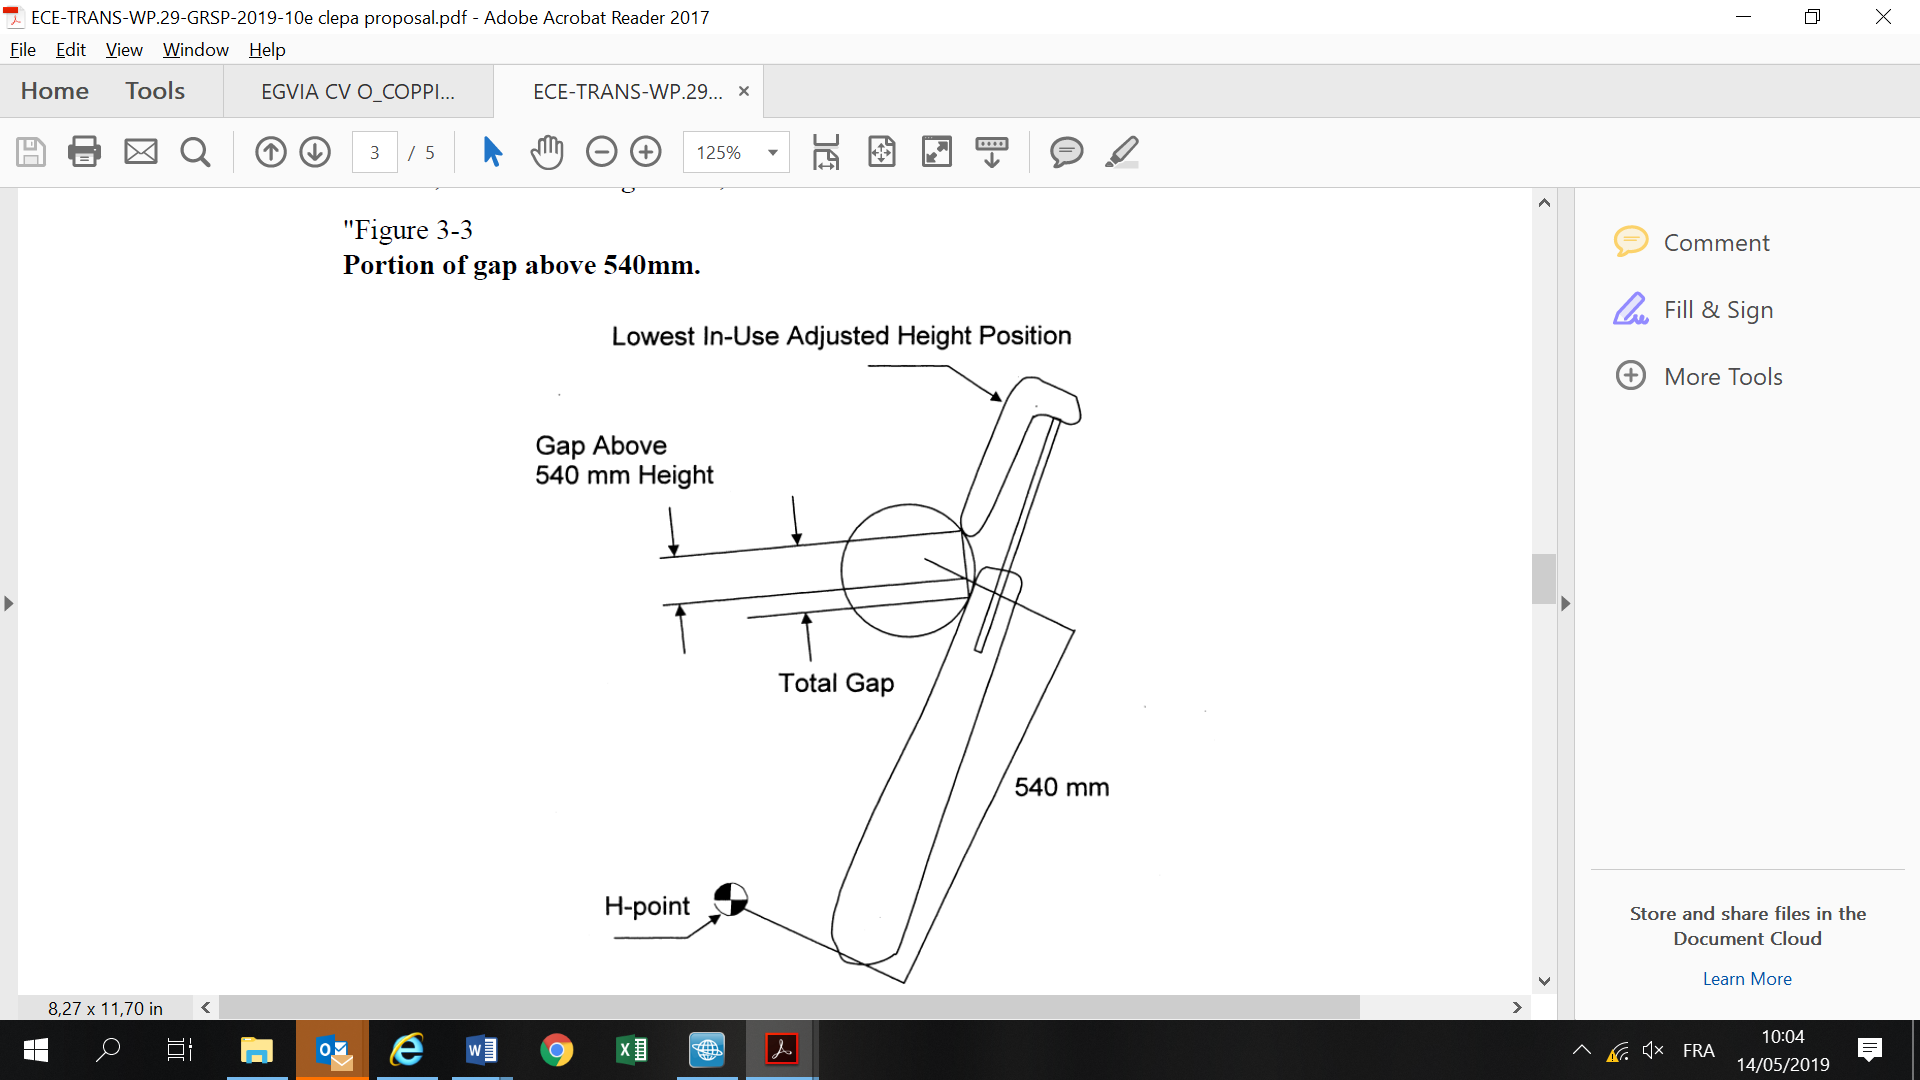 ECE-TRANS-WP.29-GRSP-2019-10e clepa proposal.pdf - Adobe Acrobat Reader 2017
File Edit View Window Help
Home Tools EGVIA CV O_COPPI... ECE-TRANS-WP.29...
3 / 5 125%
"Figure 3-3
Portion of gap above 540mm.
Lowest In-Use Adjusted Height Position
Gap Above
540 mm Height
Total Gap
540 mm
H-point
Comment
Fill & Sign
More Tools
Store and share files in the
Document Cloud
Learn More
8,27 x 11,70 in
FRA
10:04
14/05/2019